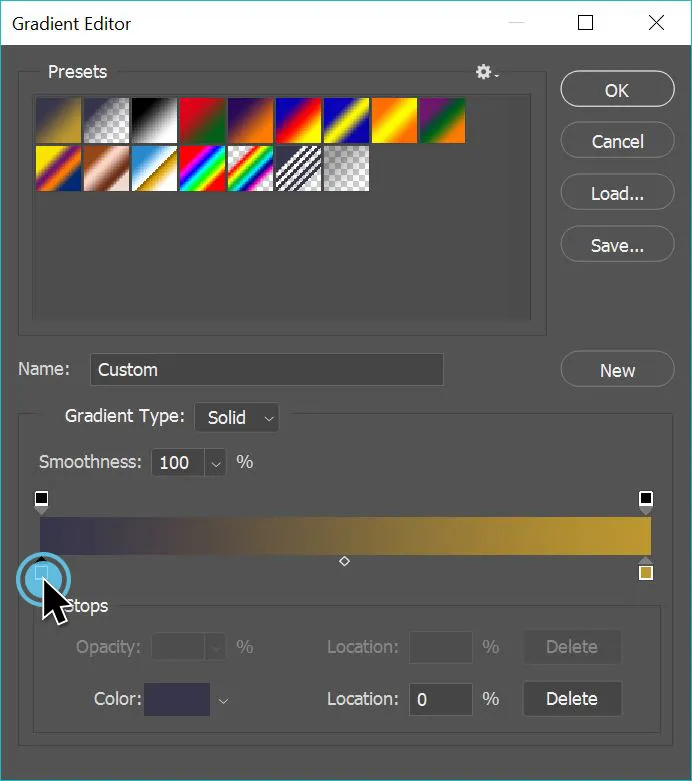 Gradient Editor
Presets
OK
Cancel
Load...
Save...
Name: Custom
New
Gradient Type: Solid
Smoothness: 100 %
Stops
Opacity: % Location: % Delete
Color: Location: 0 % Delete